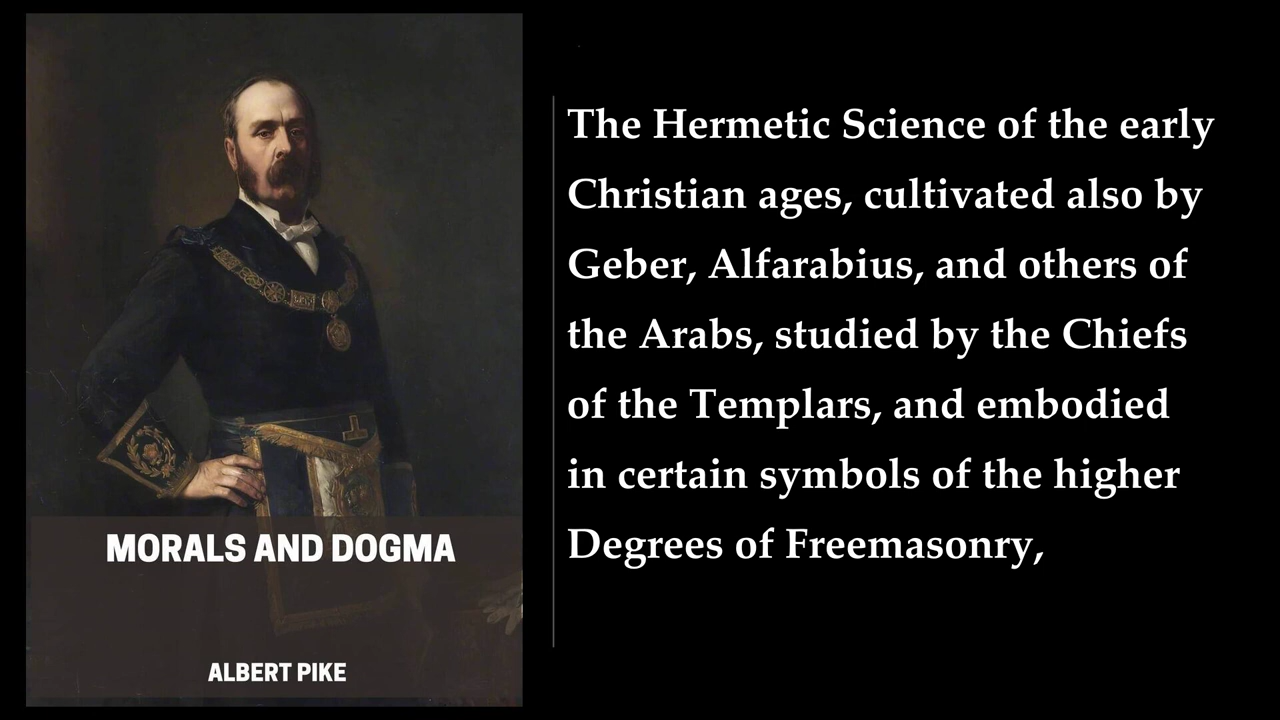 MORALS AND DOGMA
ALBERT PIKE
The Hermetic Science of the early
Christian ages, cultivated also by
Geber, Alfarabius, and others of
the Arabs, studied by the Chiefs
of the Templars, and embodied
in certain symbols of the higher
Degrees of Freemasonry,